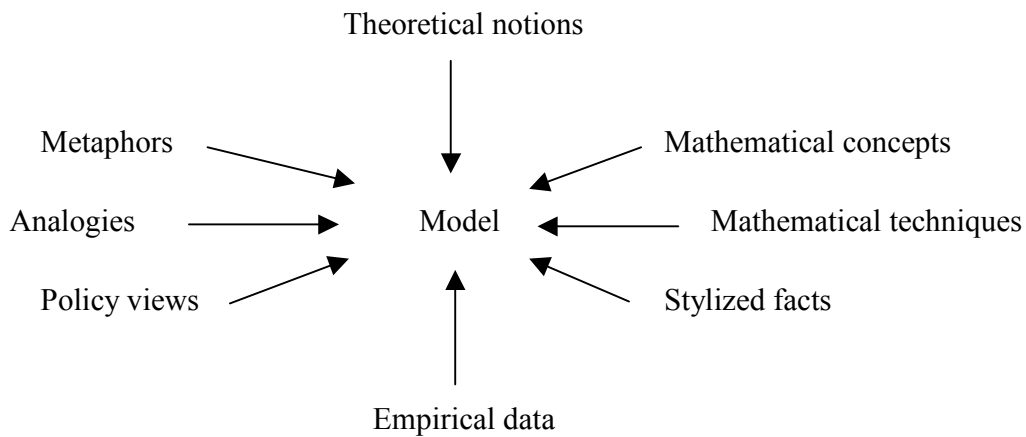 Theoretical notions
Metaphors
Mathematical concepts
Analogies
Model
Mathematical techniques
Policy views
Stylized facts
Empirical data